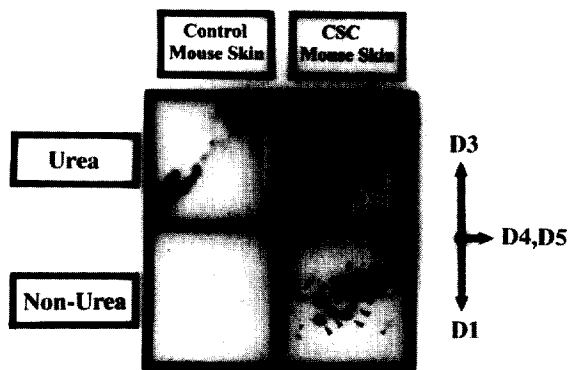 Control
Mouse Skin
CSC
Mouse Skin
Urea
Non-Urea
D3
D4,D5
D1